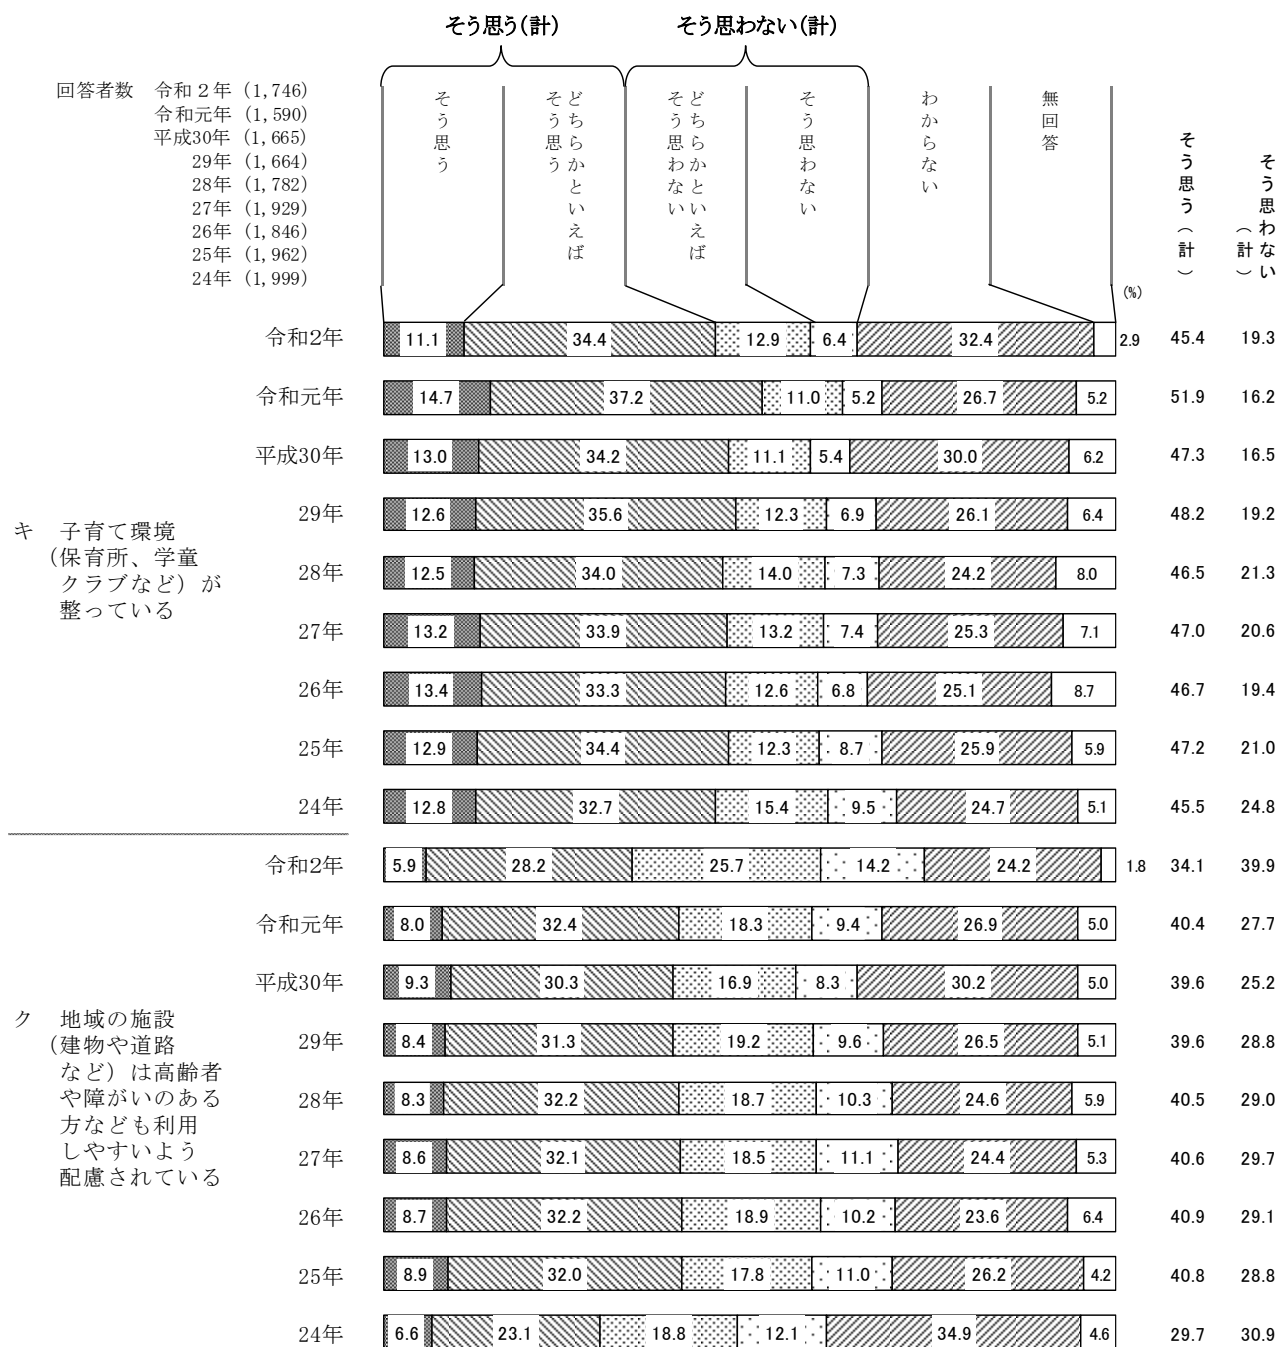 そう思う(計)
そう思わない(計)
回答者数 令和２年 (1,746)
令和元年 (1,590)
平成30年 (1,665)
29年 (1,664)
28年 (1,782)
27年 (1,929)
26年 (1,846)
25年 (1,962)
24年 (1,999)
そう思う
どちらかといえば
そう思う
どちらかといえば
そう思わない
そう思わない
わからない
無回答
(%)
そう思う（計）
そう思わない
（計）
令和2年 11.1 34.4 12.9 6.4 32.4 2.9 45.4 19.3
令和元年 14.7 37.2 11.0 5.2 26.7 5.2 51.9 16.2
平成30年 13.0 34.2 11.1 5.4 30.0 6.2 47.3 16.5
29年 12.6 35.6 12.3 6.9 26.1 6.4 48.2 19.2
キ 子育て環境
（保育所、学童
クラブなど）が
整っている
28年 12.5 34.0 14.0 7.3 24.2 8.0 46.5 21.3
27年 13.2 33.9 13.2 7.4 25.3 7.1 47.0 20.6
26年 13.4 33.3 12.6 6.8 25.1 8.7 46.7 19.4
25年 12.9 34.4 12.3 8.7 25.9 5.9 47.2 21.0
24年 12.8 32.7 15.4 9.5 24.7 5.1 45.5 24.8
令和2年 5.9 28.2 25.7 14.2 24.2 1.8 34.1 39.9
令和元年 8.0 32.4 18.3 9.4 26.9 5.0 40.4 27.7
平成30年 9.3 30.3 16.9 8.3 30.2 5.0 39.6 25.2
ク 地域の施設
（建物や道路
など）は高齢者
や障がいのある
方なども利用
しやすいよう
配慮されている
29年 8.4 31.3 19.2 9.6 26.5 5.1 39.6 28.8
28年 8.3 32.2 18.7 10.3 24.6 5.9 40.5 29.0
27年 8.6 32.1 18.5 11.1 24.4 5.3 40.6 29.7
26年 8.7 32.2 18.9 10.2 23.6 6.4 40.9 29.1
25年 8.9 32.0 17.8 11.0 26.2 4.2 40.8 28.8
24年 6.6 23.1 18.8 12.1 34.9 4.6 29.7 30.9